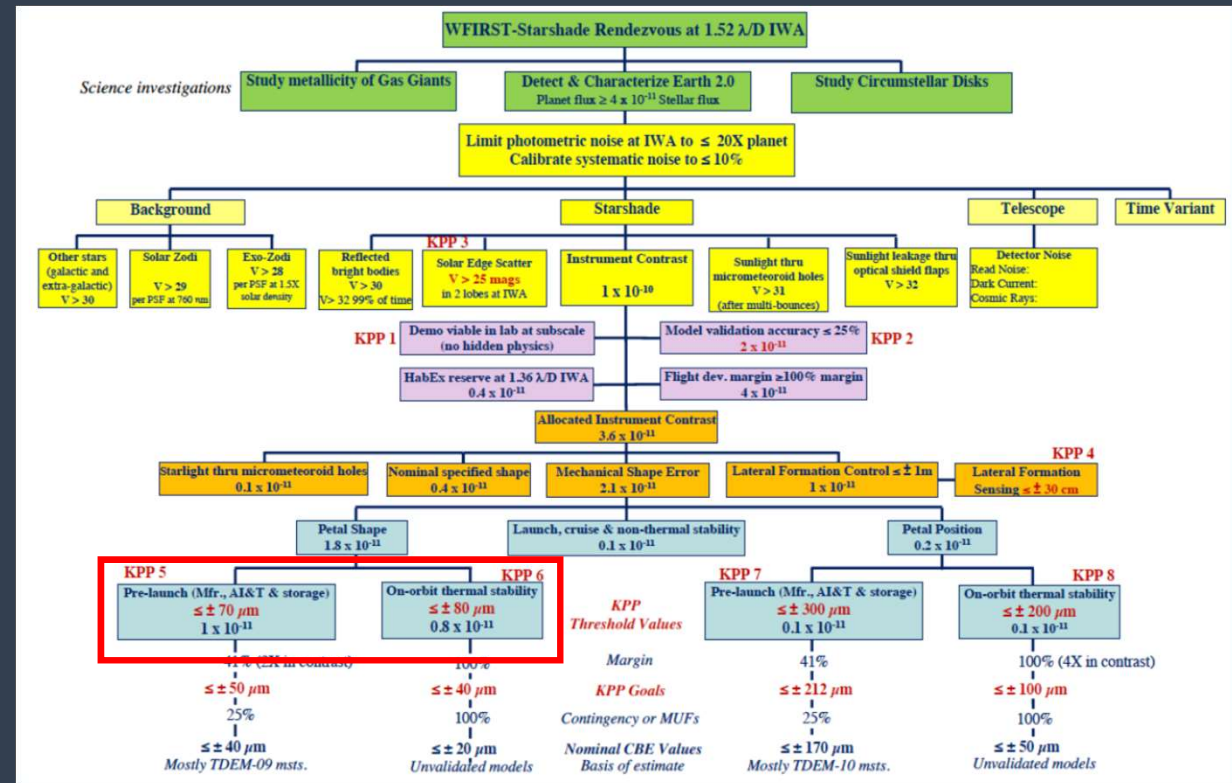 WFIRST-Starshade Rendezvous at 1.52 λ/D IWA
Science investigations
Study metallicity of Gas Giants
Detect & Characterize Earth 2.0
Planet flux ≥ 4 x 10⁻¹¹ Stellar flux
Study Circumstellar Disks
Limit photometric noise at IWA to ≤ 20X planet
Calibrate systematic noise to ≤ 10%
Background
Starshade
Telescope
Time Variant
Other stars
(galactic and
extra-galactic)
V > 30
Solar Zodi
V > 29
per PSF at 760 nm
Exo-Zodi
V > 28
per PSF at 1.5X
solar density
Reflected
bright bodies
V > 30
V > 32 99% of time
KPP 3
Solar Edge Scatter
V > 25 mags
in 2 lobes at IWA
Instrument Contrast
1 x 10⁻¹⁰
Sunlight thru
micrometeoroid holes
V > 31
(after multi-bounces)
Sunlight leakage thru
optical shield flaps
V > 32
Detector Noise
Read Noise:
Dark Current:
Cosmic Rays:
KPP 1
Demo viable in lab at subscale
(no hidden physics)
Model validation accuracy ≤ 25%
2 x 10⁻¹¹
KPP 2
HabEx reserve at 1.36 λ/D IWA
0.4 x 10⁻¹¹
Flight dev. margin ≥100% margin
4 x 10⁻¹¹
Allocated Instrument Contrast
3.6 x 10⁻¹¹
Starlight thru micrometeoroid holes
0.1 x 10⁻¹¹
Nominal specified shape
0.4 x 10⁻¹¹
Mechanical Shape Error
2.1 x 10⁻¹¹
Lateral Formation Control ≤ ± 1m
1 x 10⁻¹¹
KPP 4
Lateral Formation
Sensing ≤ ± 30 cm
Petal Shape
1.8 x 10⁻¹¹
Launch, cruise & non-thermal stability
0.1 x 10⁻¹¹
Petal Position
0.2 x 10⁻¹¹
KPP 5
Pre-launch (Mfr., AI&T & storage)
≤ ± 70 µm
1 x 10⁻¹¹
KPP 6
On-orbit thermal stability
≤ ± 80 µm
0.8 x 10⁻¹¹
KPP
Threshold Values
KPP 7
Pre-launch (Mfr., AI&T & storage)
≤ ± 300 µm
0.1 x 10⁻¹¹
KPP 8
On-orbit thermal stability
≤ ± 200 µm
0.1 x 10⁻¹¹
41% (2X in contrast)
100%
Margin
41%
100% (4X in contrast)
≤ ± 50 µm
≤ ± 40 µm
KPP Goals
≤ ± 212 µm
≤ ± 100 µm
25%
100%
Contingency or MUFs
25%
100%
≤ ± 40 µm
≤ ± 20 µm
Nominal CBE Values
≤ ± 170 µm
≤ ± 50 µm
Mostly TDEM-09 msts.
Unvalidated models
Basis of estimate
Mostly TDEM-10 msts.
Unvalidated models